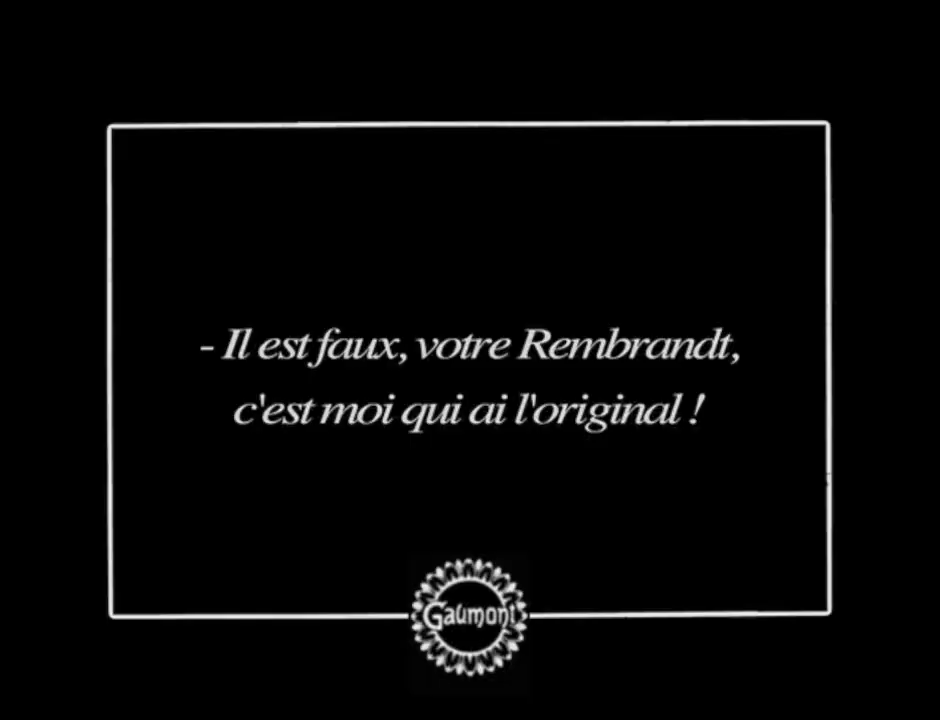 - Il est faux, votre Rembrandt,
c'est moi qui ai l'original !
Gaumont